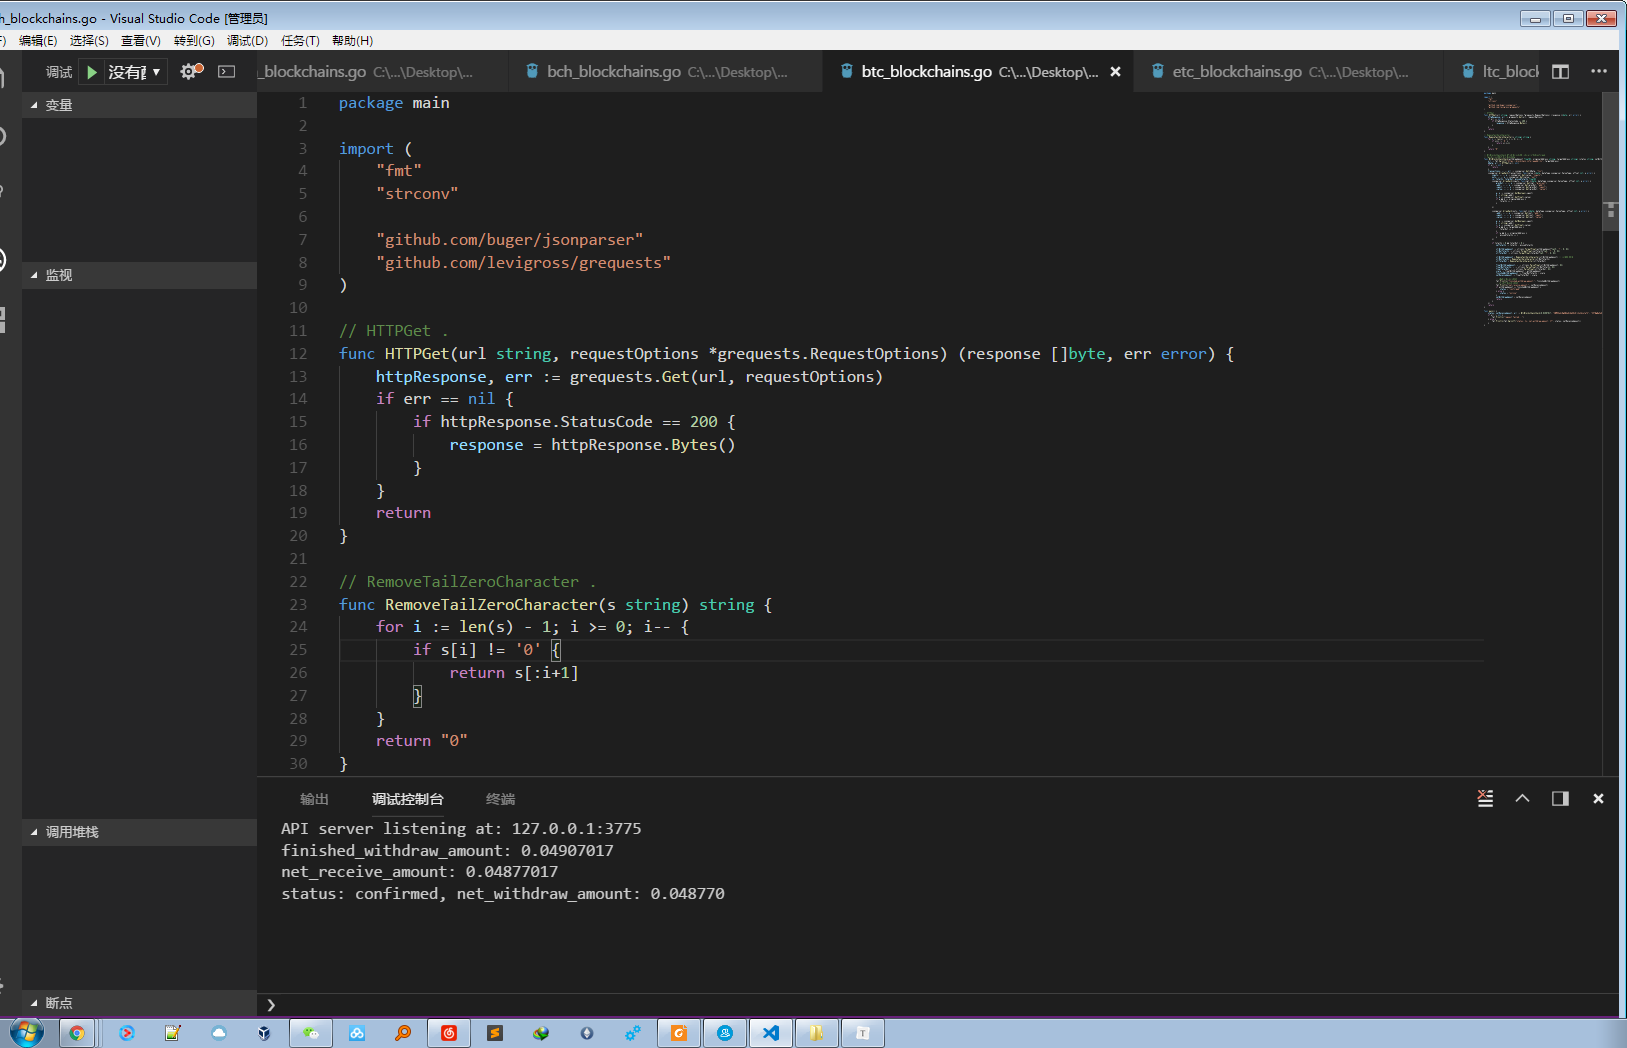 h_blockchains.go - Visual Studio Code [管理员]
F) 编辑(E) 选择(S) 查看(V) 转到(G) 调试(D) 任务(T) 帮助(H)
调试 没有配 _blockchains.go C:\...\Desktop\... bch_blockchains.go C:\...\Desktop\... btc_blockchains.go C:\...\Desktop\... etc_blockchains.go C:\...\Desktop\... ltc_block
变量
监视
调用堆栈
断点
1 package main
2
3 import (
4 "fmt"
5 "strconv"
6
7 "github.com/buger/jsonparser"
8 "github.com/levigross/grequests"
9 )
10
11 // HTTPGet .
12 func HTTPGet(url string, requestOptions *grequests.RequestOptions) (response []byte, err error) {
13 httpResponse, err := grequests.Get(url, requestOptions)
14 if err == nil {
15 if httpResponse.StatusCode == 200 {
16 response = httpResponse.Bytes()
17 }
18 }
19 return
20 }
21
22 // RemoveTailZeroCharacter .
23 func RemoveTailZeroCharacter(s string) string {
24 for i := len(s) - 1; i >= 0; i-- {
25 if s[i] != '0' {
26 return s[:i+1]
27 }
28 }
29 return "0"
30 }
输出 调试控制台 终端
API server listening at: 127.0.0.1:3775
finished_withdraw_amount: 0.04907017
net_receive_amount: 0.04877017
status: confirmed, net_withdraw_amount: 0.048770